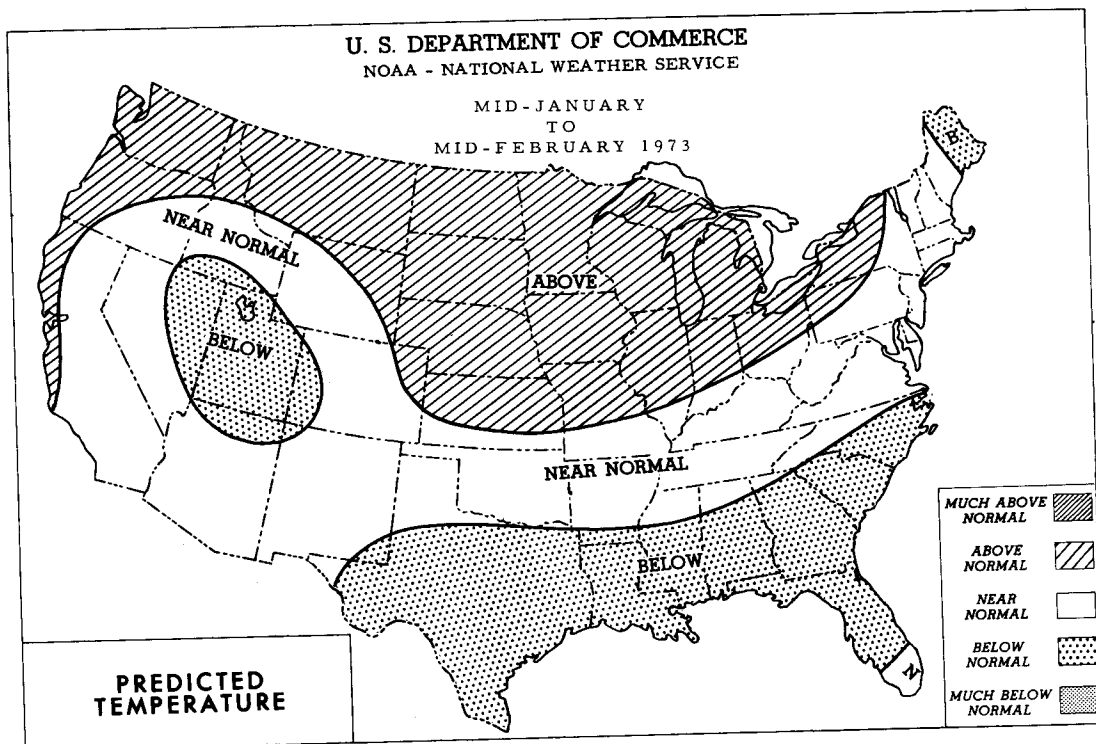 U. S. DEPARTMENT OF COMMERCE
NOAA - NATIONAL WEATHER SERVICE
MID-JANUARY
TO
MID-FEBRUARY 1973
B
NEAR NORMAL
ABOVE
BELOW
NEAR NORMAL
BELOW
N
MUCH ABOVE
NORMAL
ABOVE
NORMAL
NEAR
NORMAL
BELOW
NORMAL
MUCH BELOW
NORMAL
PREDICTED
TEMPERATURE